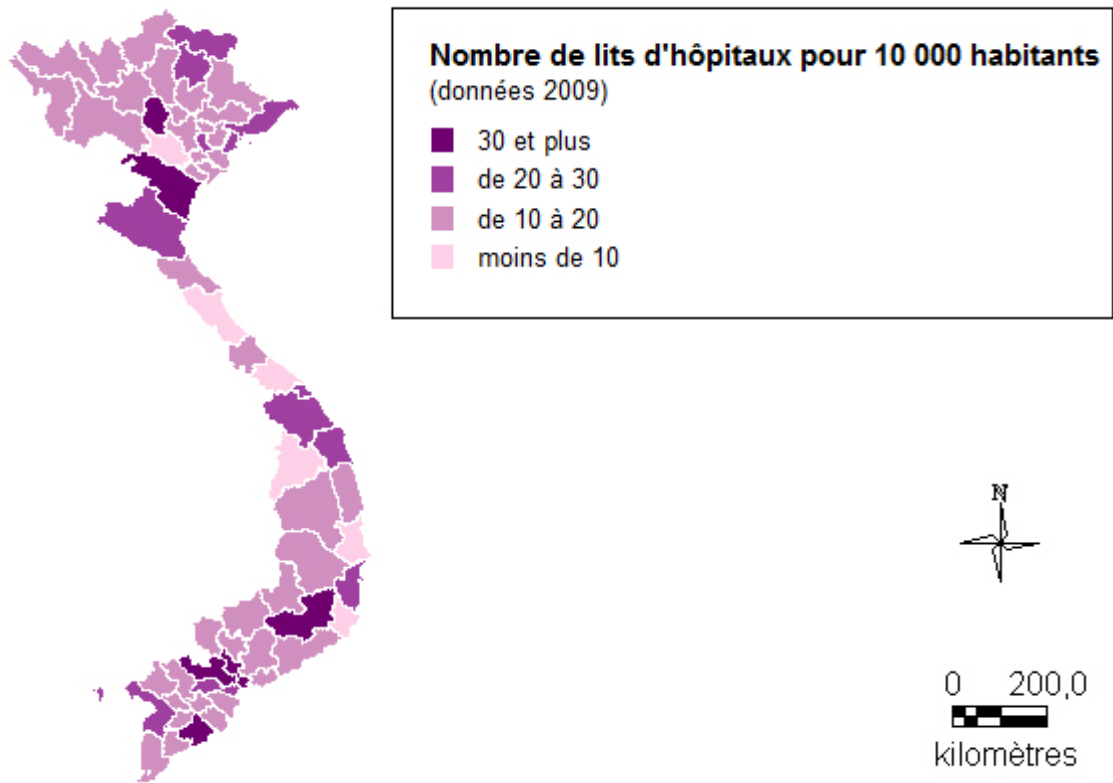 Nombre de lits d'hôpitaux pour 10 000 habitants
(données 2009)
30 et plus
de 20 à 30
de 10 à 20
moins de 10
N
0 200,0
kilomètres